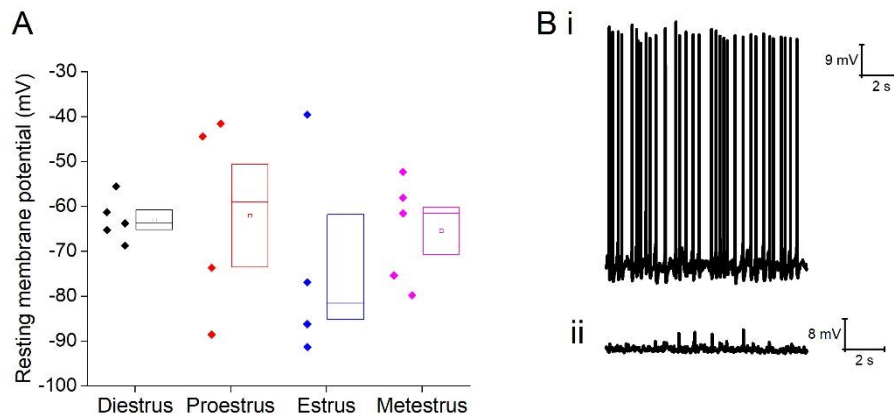 A
Resting membrane potential (mV)
-30
-40
-50
-60
-70
-80
-90
-100
Diestrus Proestrus Estrus Metestrus
B i
9 mV
2 s
ii
8 mV
2 s